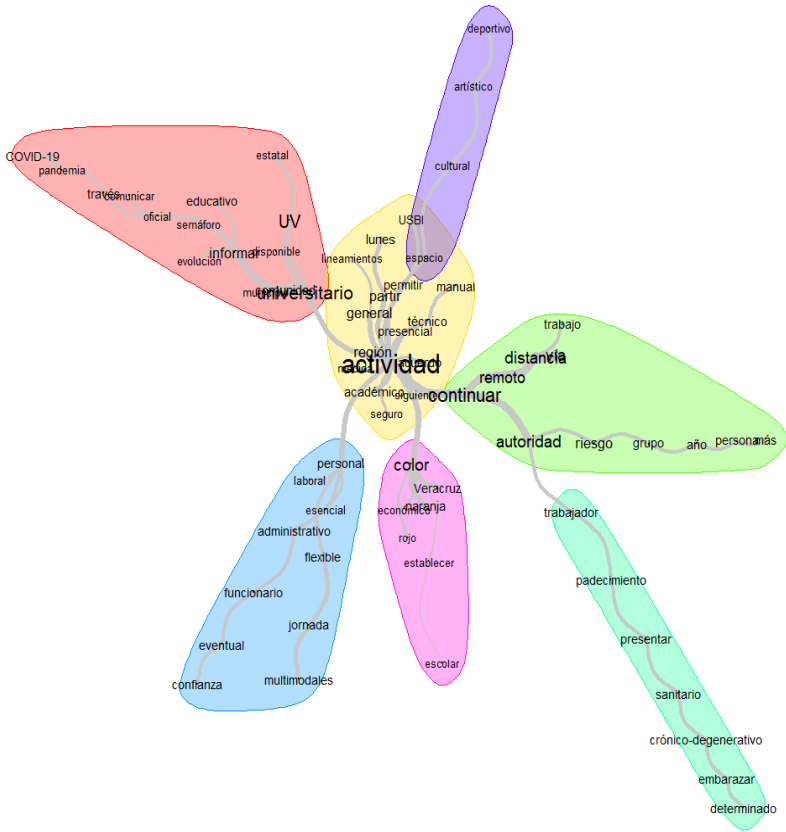 deportivo
artístico
cultural
COVID-19
pandemia
través
comunicar
oficial
estatal
educativo
semáforo
UV
informar
disponible
evolución
comunidad
universitario
USBI
lunes
lineamientos
espacio
permitir
manual
partir
general
técnico
presencial
región
acuerdo
actividad
académico
siguiente
seguro
trabajo
distancia
vía
remoto
continuar
autoridad
riesgo
grupo
año
persona
más
personal
laboral
esencial
administrativo
flexible
funcionario
jornada
eventual
confianza
multimodales
color
Veracruz
naranja
económico
rojo
establecer
escolar
trabajador
padecimiento
presentar
sanitario
crónico-degenerativo
embarazar
determinado